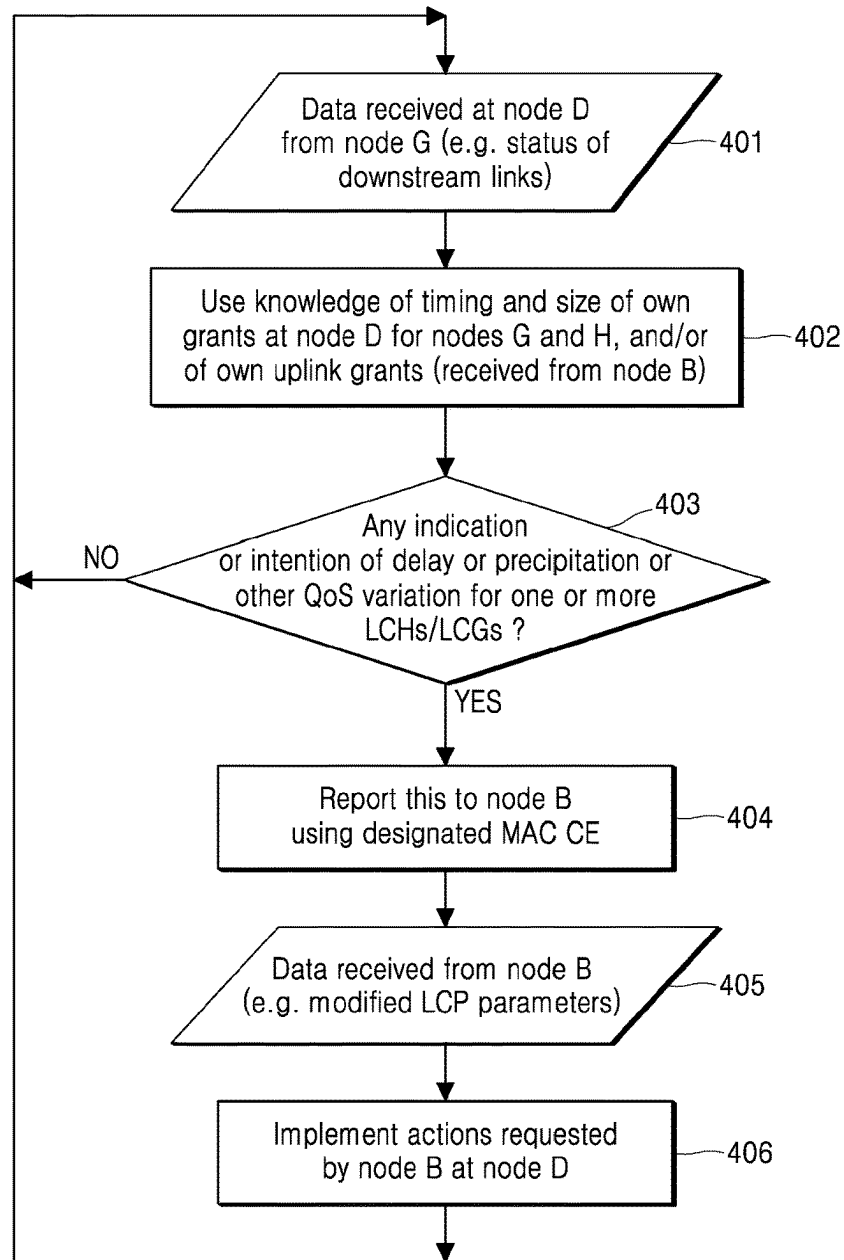 Data received at node D
from node G (e.g. status of
downstream links)
401
Use knowledge of timing and size of own
grants at node D for nodes G and H, and/or
of own uplink grants (received from node B)
402
403
Any indication
or intention of delay or precipitation or
other QoS variation for one or more
LCHs/LCGs ?
NO
YES
Report this to node B
using designated MAC CE
404
Data received from node B
(e.g. modified LCP parameters)
405
Implement actions requested
by node B at node D
406